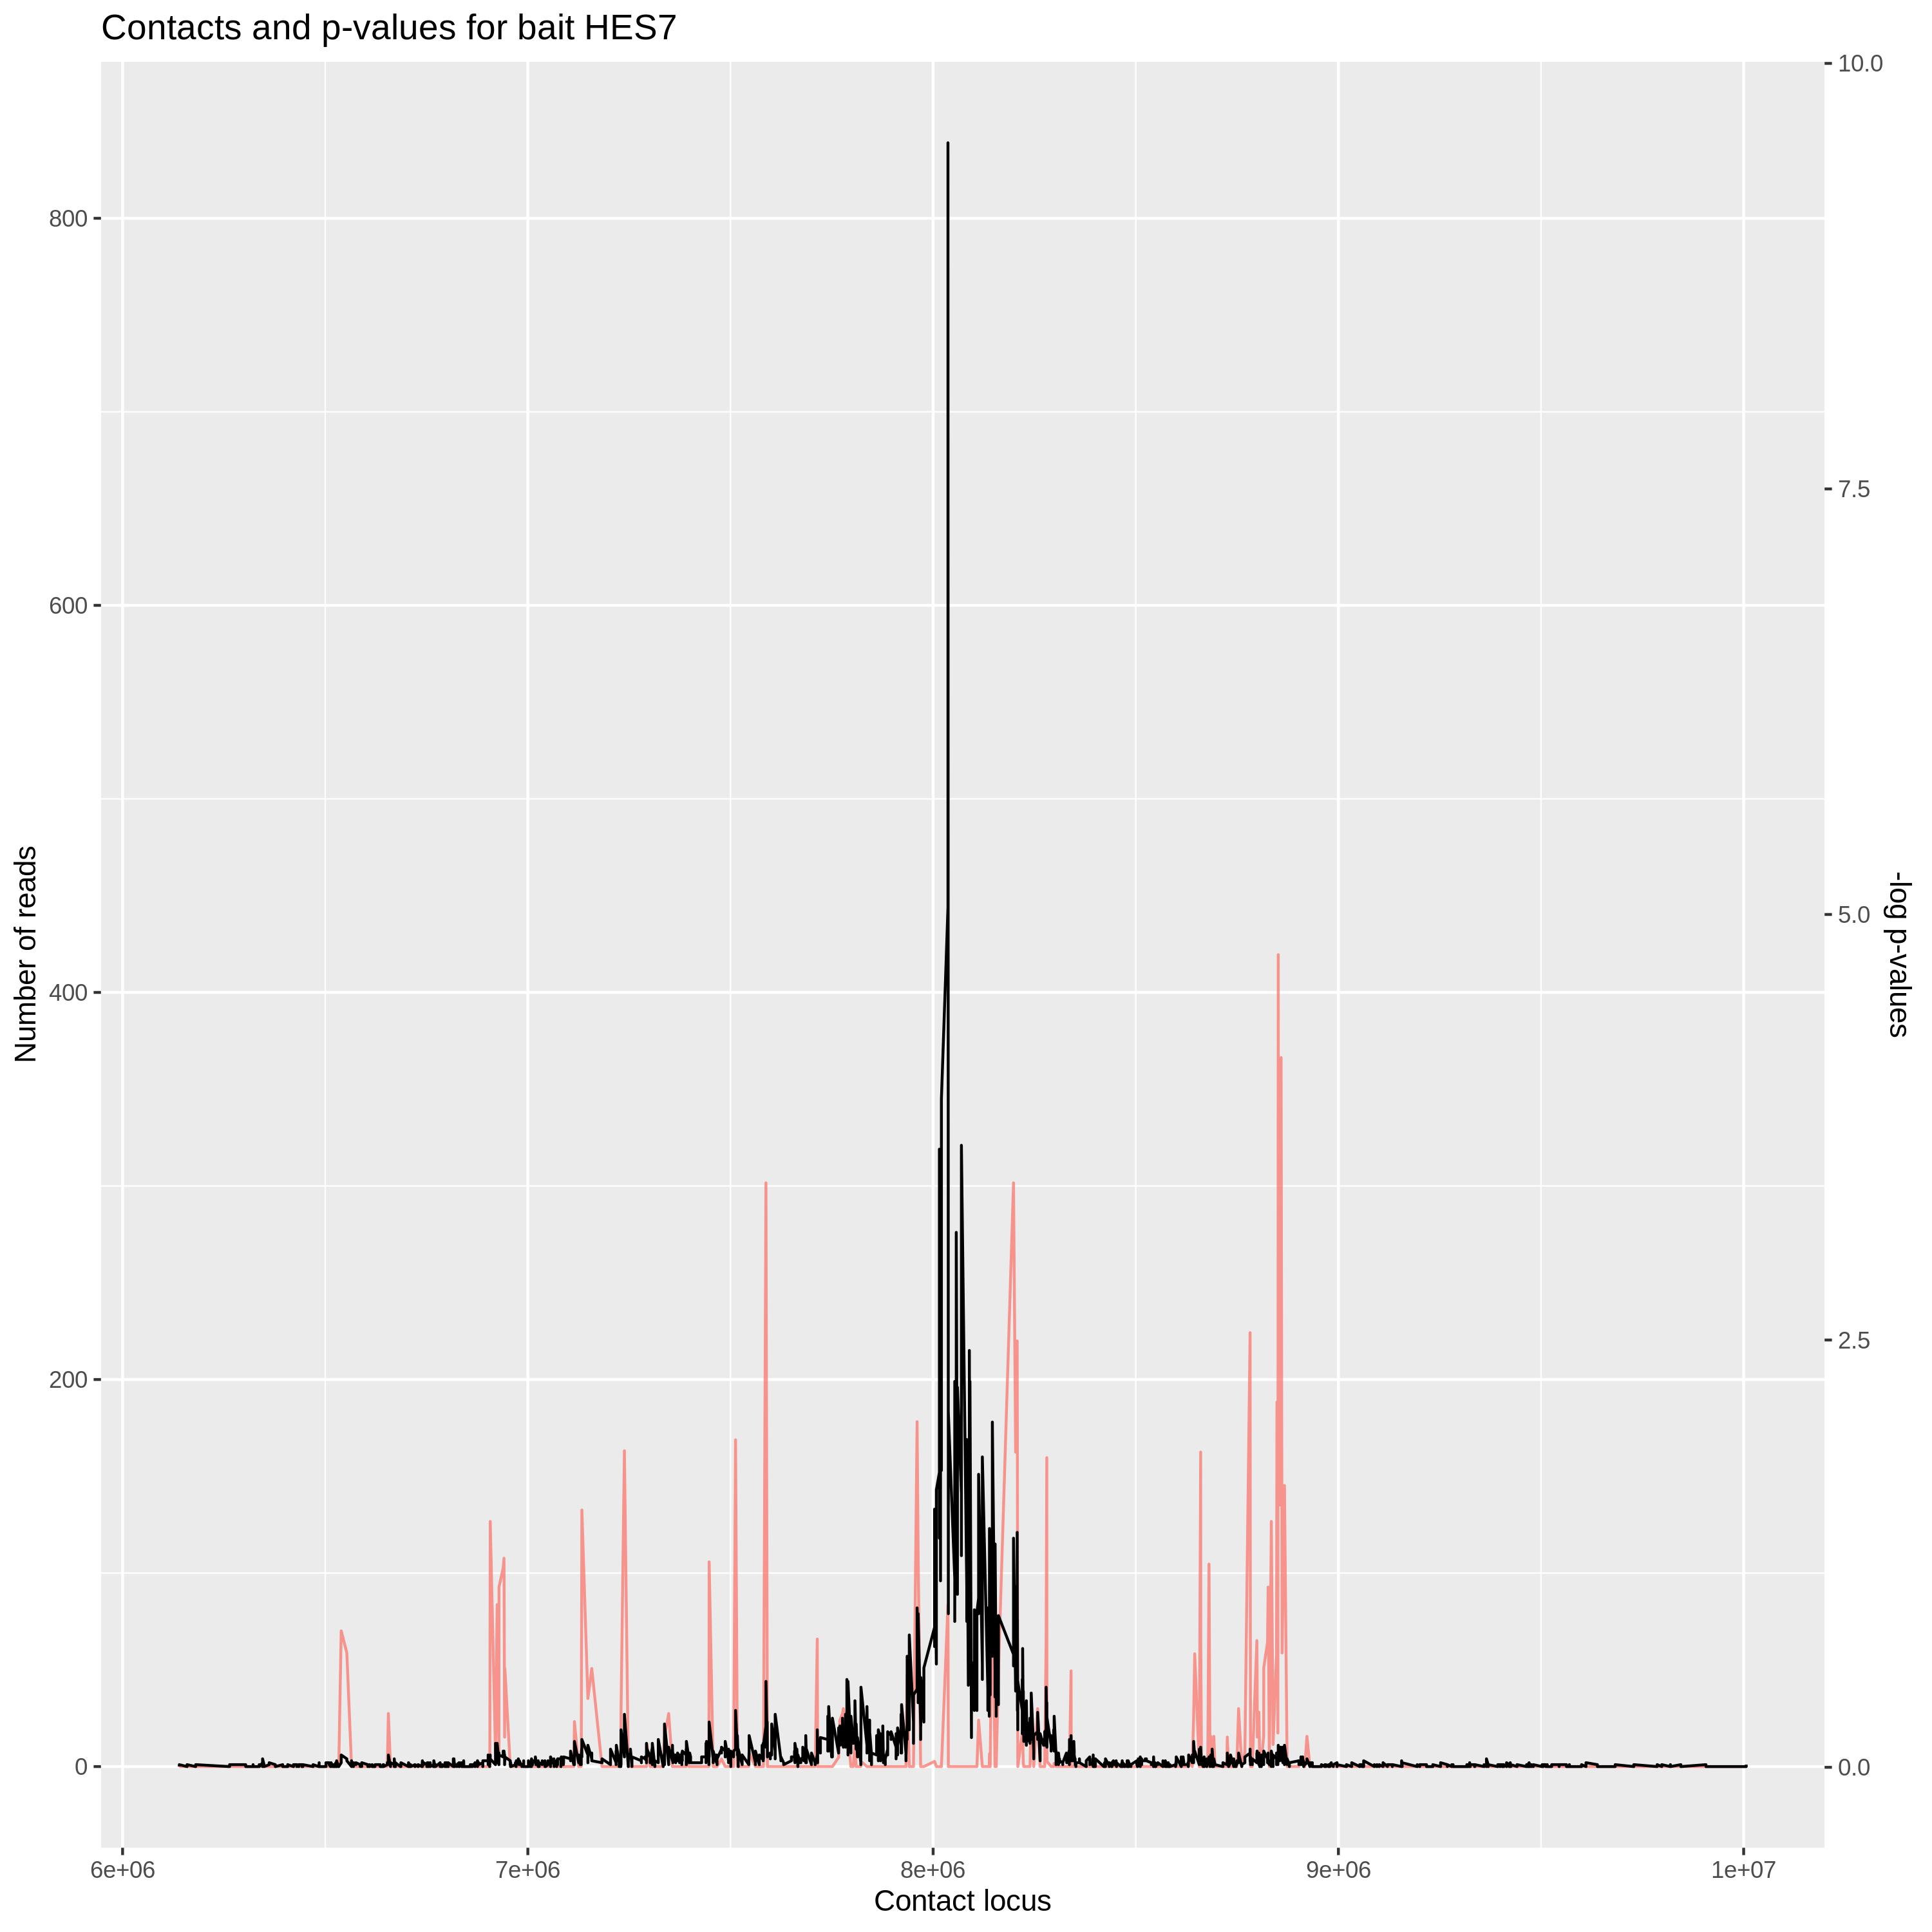 Contacts and p-values for bait HES7
10.0
800
7.5
600
5.0
Number of reads
-log p-values
400
2.5
200
0
0.0
6e+06 7e+06 8e+06 9e+06 1e+07
Contact locus